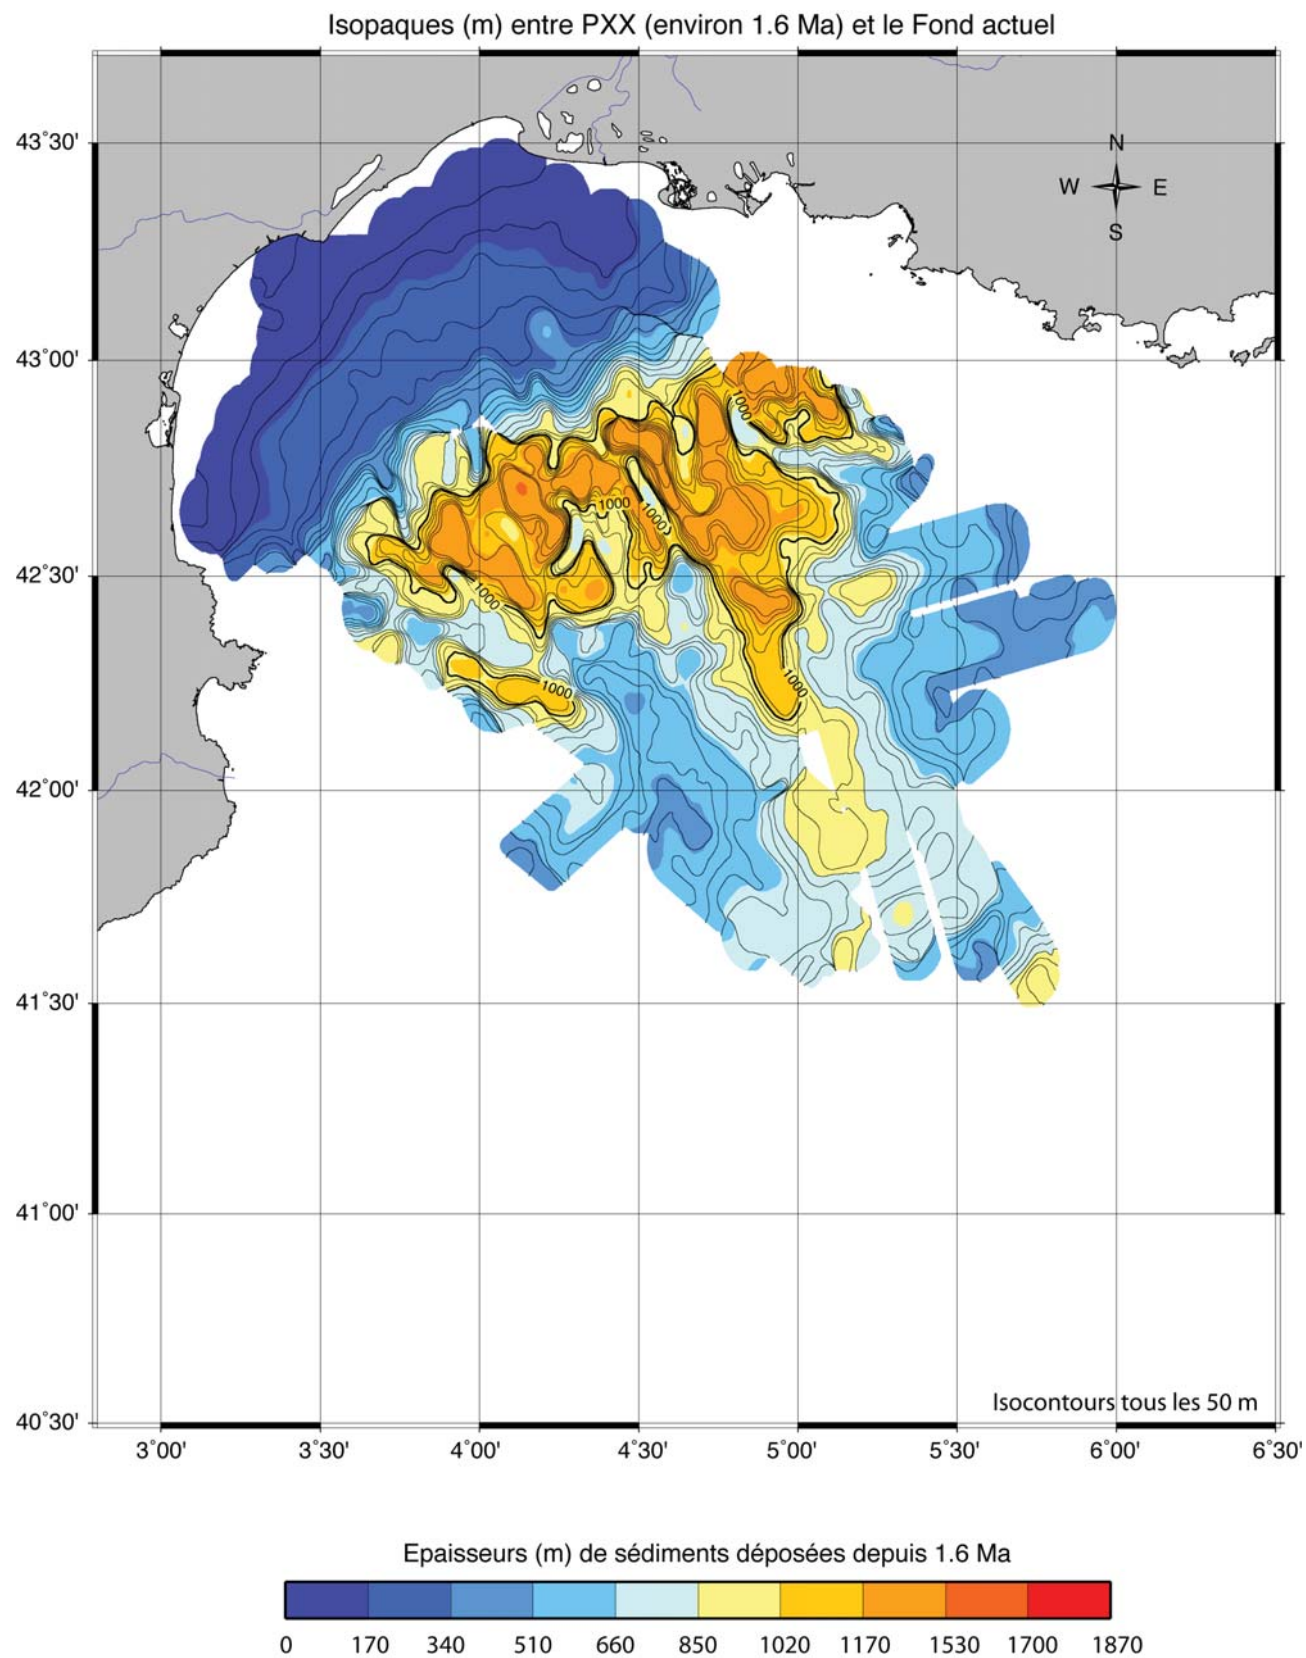 Isopaques (m) entre PXX (environ 1.6 Ma) et le Fond actuel
43˚30'
N
W E
S
43˚00'
1000
1000
1000
42˚30'
1000
1000
1000
42˚00'
41˚30'
41˚00'
Isocontours tous les 50 m
40˚30'
3˚00' 3˚30' 4˚00' 4˚30' 5˚00' 5˚30' 6˚00' 6˚30'
Epaisseurs (m) de sédiments déposées depuis 1.6 Ma
0 170 340 510 660 850 1020 1170 1530 1700 1870